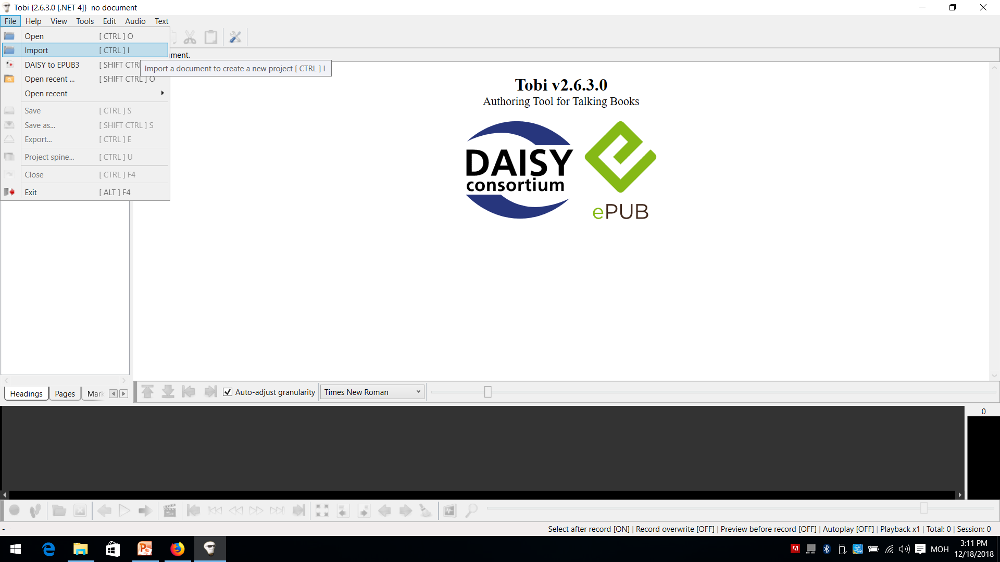 Tobi {2.6.3.0 [.NET 4]}  no document
File Help View Tools Edit Audio Text
Open [ CTRL ] O
Import [ CTRL ] I
ment.
DAISY to EPUB3 [ SHIFT CTRL
Import a document to create a new project [ CTRL ] I
Open recent ... [ SHIFT CTRL ] O
Open recent
Save [ CTRL ] S
Save as... [ SHIFT CTRL ] S
Export... [ CTRL ] E
Project spine... [ CTRL ] U
Close [ CTRL ] F4
Exit [ ALT ] F4
Tobi v2.6.3.0
Authoring Tool for Talking Books
DAISY
consortium
ePUB
Headings Pages Mark
Auto-adjust granularity Times New Roman
0
Select after record [ON] | Record overwrite [OFF] | Preview before record [OFF] | Autoplay [OFF] | Playback x1 | Total: 0 | Session: 0
MOH
3:11 PM
12/18/2018